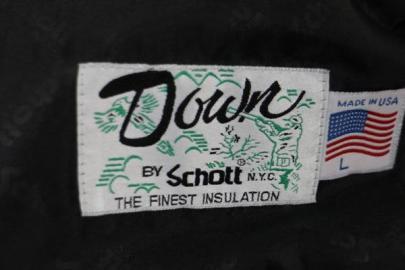 Down
BY Schott® N.Y.C.
THE FINEST INSULATION
MADE IN USA
L